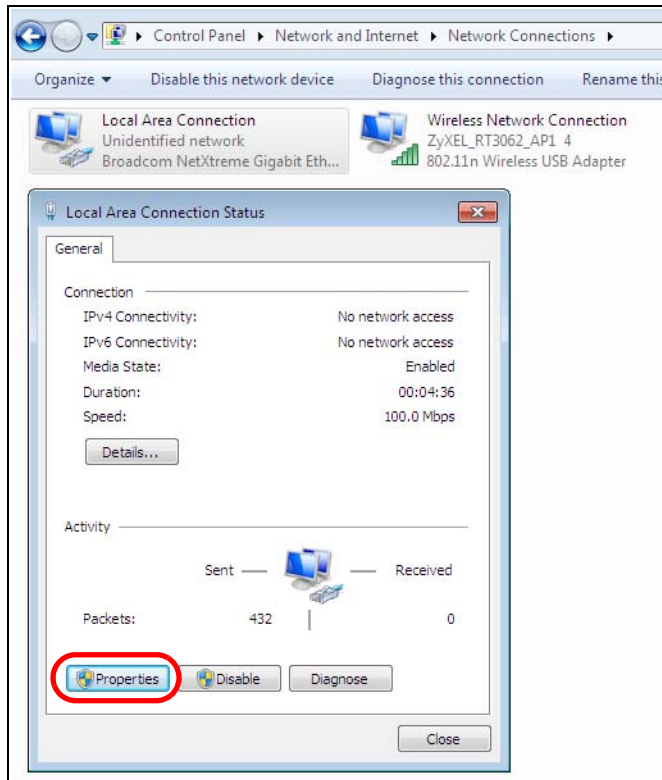 Control Panel Network and Internet Network Connections
Organize Disable this network device Diagnose this connection Rename this
Local Area Connection
Unidentified network
Broadcom NetXtreme Gigabit Eth...
Wireless Network Connection
ZyXEL_RT3062_AP1 4
802.11n Wireless USB Adapter
Local Area Connection Status
General
Connection
IPv4 Connectivity: No network access
IPv6 Connectivity: No network access
Media State: Enabled
Duration: 00:04:36
Speed: 100.0 Mbps
Details...
Activity
Sent Received
Packets: 432 0
Properties Disable Diagnose
Close